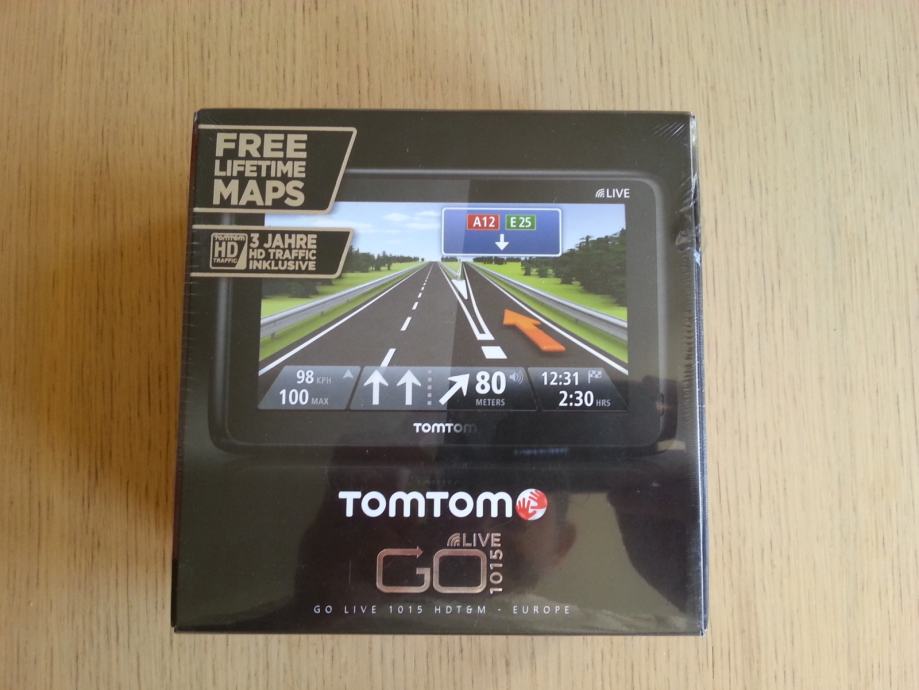 FREE
LIFETIME
MAPS
LIVE
A12 E 25
TOMTOM
HD
TRAFFIC
3 JAHRE
HD TRAFFIC
INKLUSIVE
98 KPH
100 MAX
80
METERS
12:31
2:30 HRS
TOMTOM
TOMTOM
LIVE
GO
1015
GO LIVE 1015 HDT&M - EUROPE